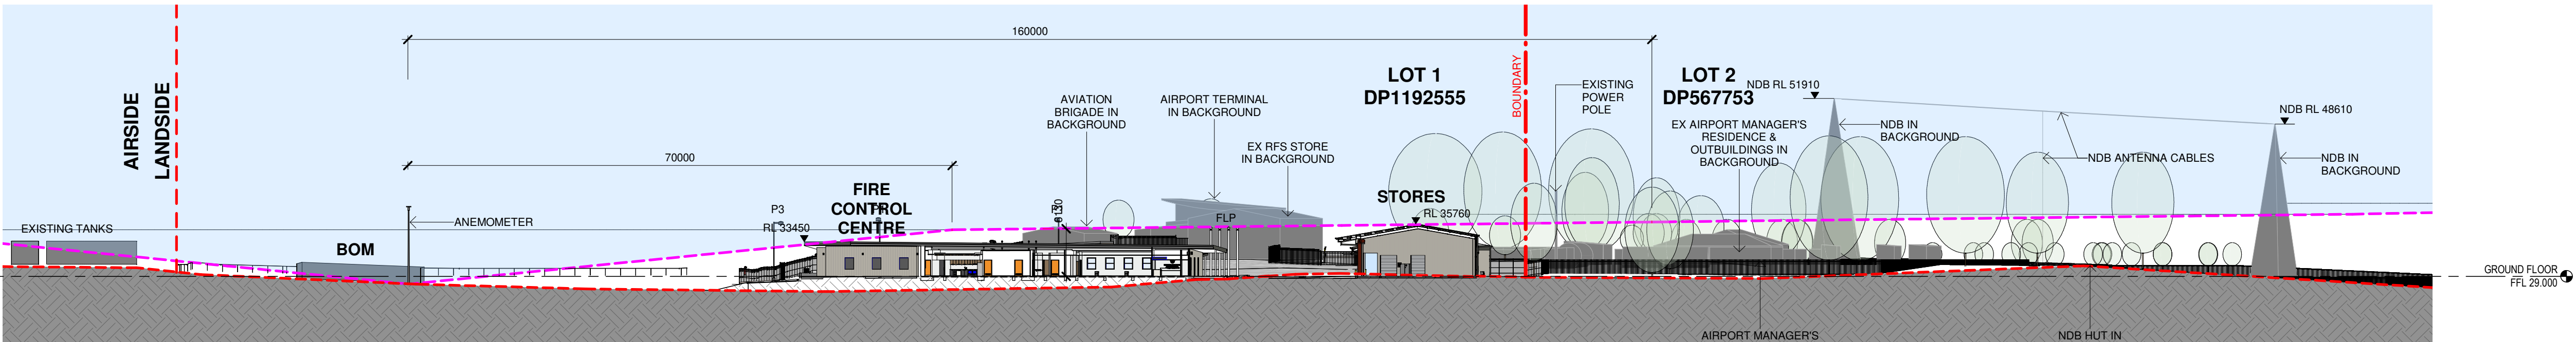 160000
AIRSIDE
LANDSIDE
BOUNDARY
LOT 1
DP1192555
LOT 2
DP567753
NDB RL 51910
NDB RL 48610
EXISTING
POWER
POLE
AVIATION
BRIGADE IN
BACKGROUND
AIRPORT TERMINAL
IN BACKGROUND
EX RFS STORE
IN BACKGROUND
EX AIRPORT MANAGER'S
RESIDENCE &
OUTBUILDINGS IN
BACKGROUND
NDB IN
BACKGROUND
NDB ANTENNA CABLES
NDB IN
BACKGROUND
70000
FIRE
CONTROL
CENTRE
STORES
P3
RL 33450
FLP
RL 35760
EXISTING TANKS
ANEMOMETER
BOM
GROUND FLOOR
FFL 29.000
AIRPORT MANAGER'S
NDB HUT IN